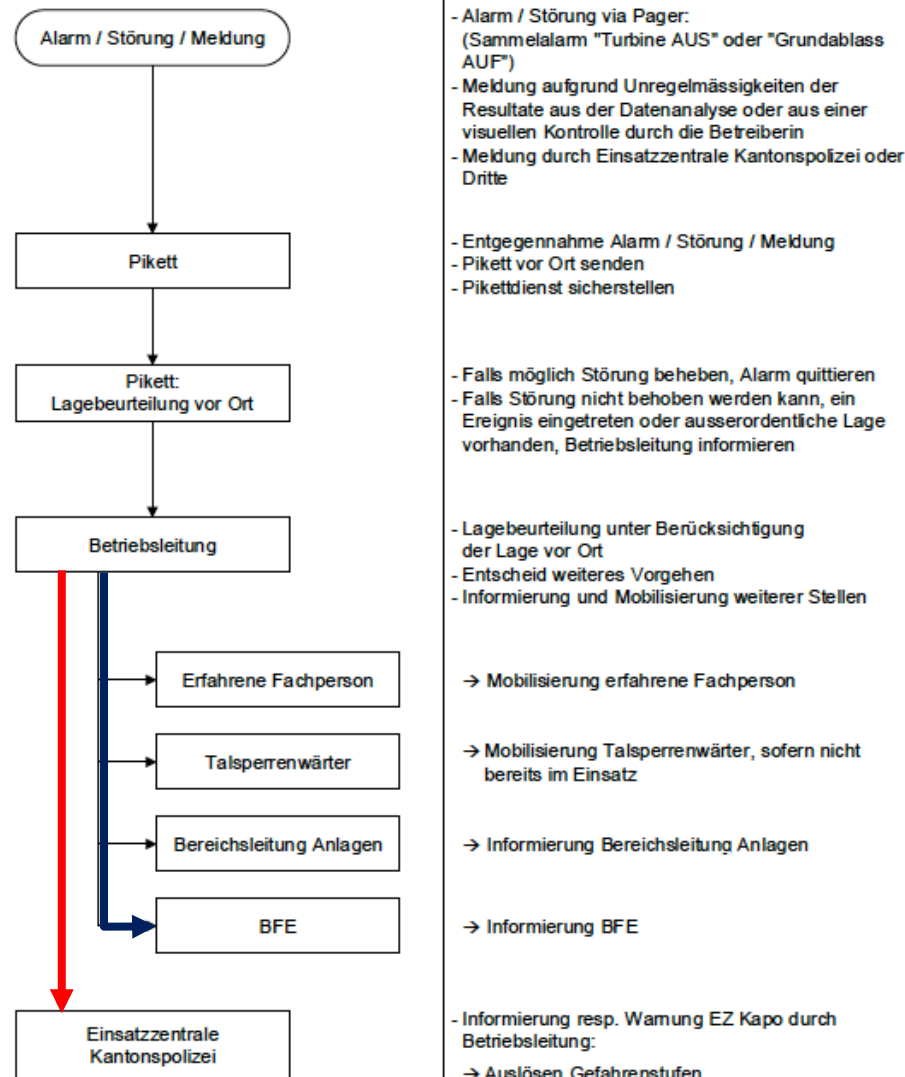 Alarm / Störung / Meldung
- Alarm / Störung via Pager:
(Sammelalarm "Turbine AUS" oder "Grundablass
AUF")
- Meldung aufgrund Unregelmässigkeiten der
Resultate aus der Datenanalyse oder aus einer
visuellen Kontrolle durch die Betreiberin
- Meldung durch Einsatzzentrale Kantonspolizei oder
Dritte
Pikett
- Entgegennahme Alarm / Störung / Meldung
- Pikett vor Ort senden
- Pikettdienst sicherstellen
Pikett:
Lagebeurteilung vor Ort
- Falls möglich Störung beheben, Alarm quittieren
- Falls Störung nicht behoben werden kann, ein
Ereignis eingetreten oder ausserordentliche Lage
vorhanden, Betriebsleitung informieren
Betriebsleitung
- Lagebeurteilung unter Berücksichtigung
der Lage vor Ort
- Entscheid weiteres Vorgehen
- Informierung und Mobilisierung weiterer Stellen
Erfahrene Fachperson
→ Mobilisierung erfahrene Fachperson
Talsperrenwärter
→ Mobilisierung Talsperrenwärter, sofern nicht
bereits im Einsatz
Bereichsleitung Anlagen
→ Informierung Bereichsleitung Anlagen
BFE
→ Informierung BFE
Einsatzzentrale
Kantonspolizei
- Informierung resp. Warnung EZ Kapo durch
Betriebsleitung:
→ Auslösen Gefahrenstufen